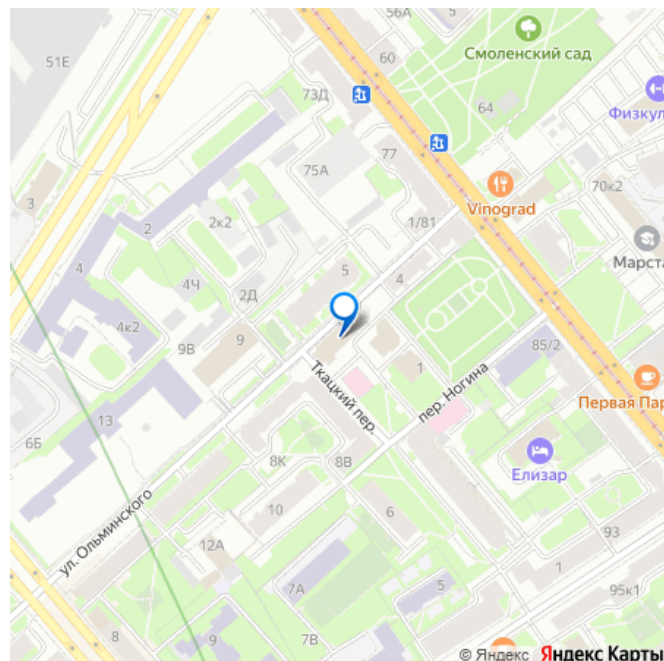 56А
5
51Е
Смоленский сад
60
73Д
64
Физкул
77
75А
70к2
3
Vinograd
2к2
1/81
2
Марста
4
5
4
4Ч
2Д
4к2
9
85/2
9В
1
Ткацкий пер.
пер. Ногина
Первая Пар
13
6Б
Елизар
8К
8В
ул. Ольминского
10
6
93
12А
7А
5
1
95к1
8
9
7В
© Яндекс Яндекс Карты